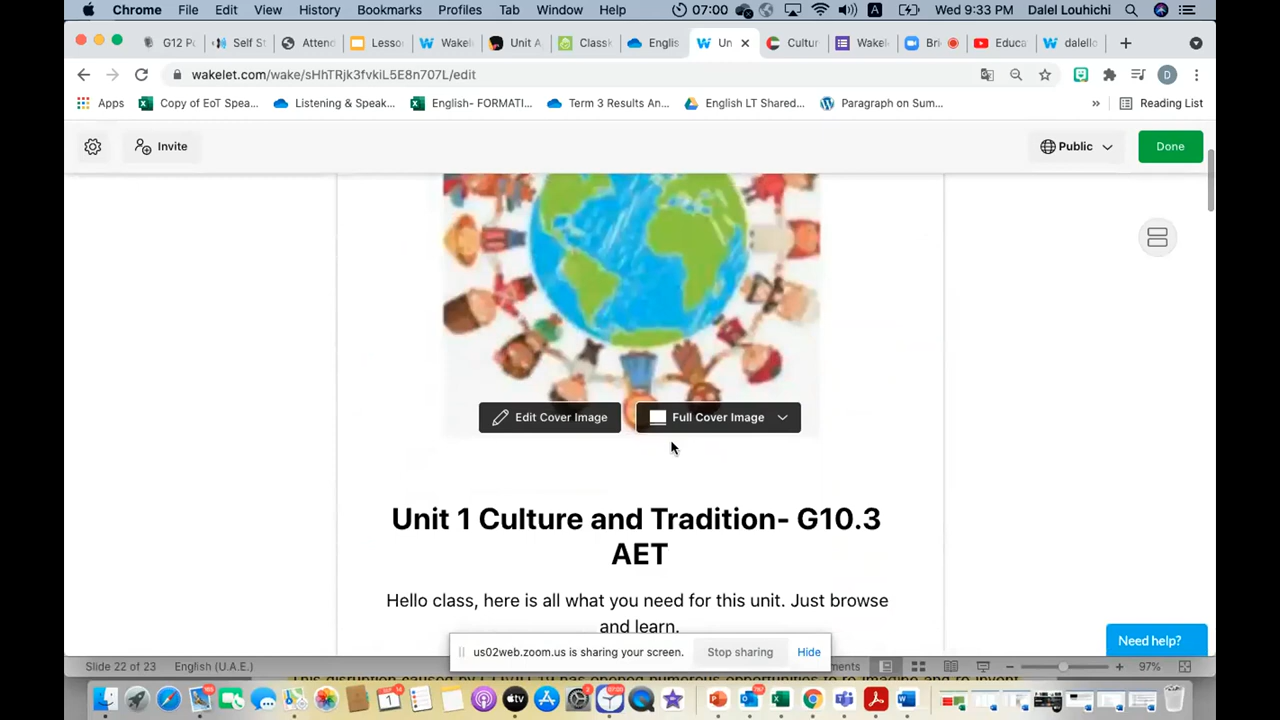 Chrome File Edit View History Bookmarks Profiles Tab Window Help 07:00 A Wed 9:33 PM Dalel Louhichi
G12 Po Self St Attend Lesso Wakel Unit A Classk Englis Un Cultur Wakel Brie Educa dalello
wakelet.com/wake/sHhTRjk3fvkiL5E8n707L/edit D
Apps Copy of EoT Spea... Listening & Speak... English- FORMATI... Term 3 Results An... English LT Shared... Paragraph on Sum... » Reading List
Invite Public Done
Edit Cover Image Full Cover Image
Unit 1 Culture and Tradition- G10.3
AET
Hello class, here is all what you need for this unit. Just browse
and learn.
Need help?
us02web.zoom.us is sharing your screen. Stop sharing Hide
Slide 22 of 23 English (U.A.E.) ments 97%